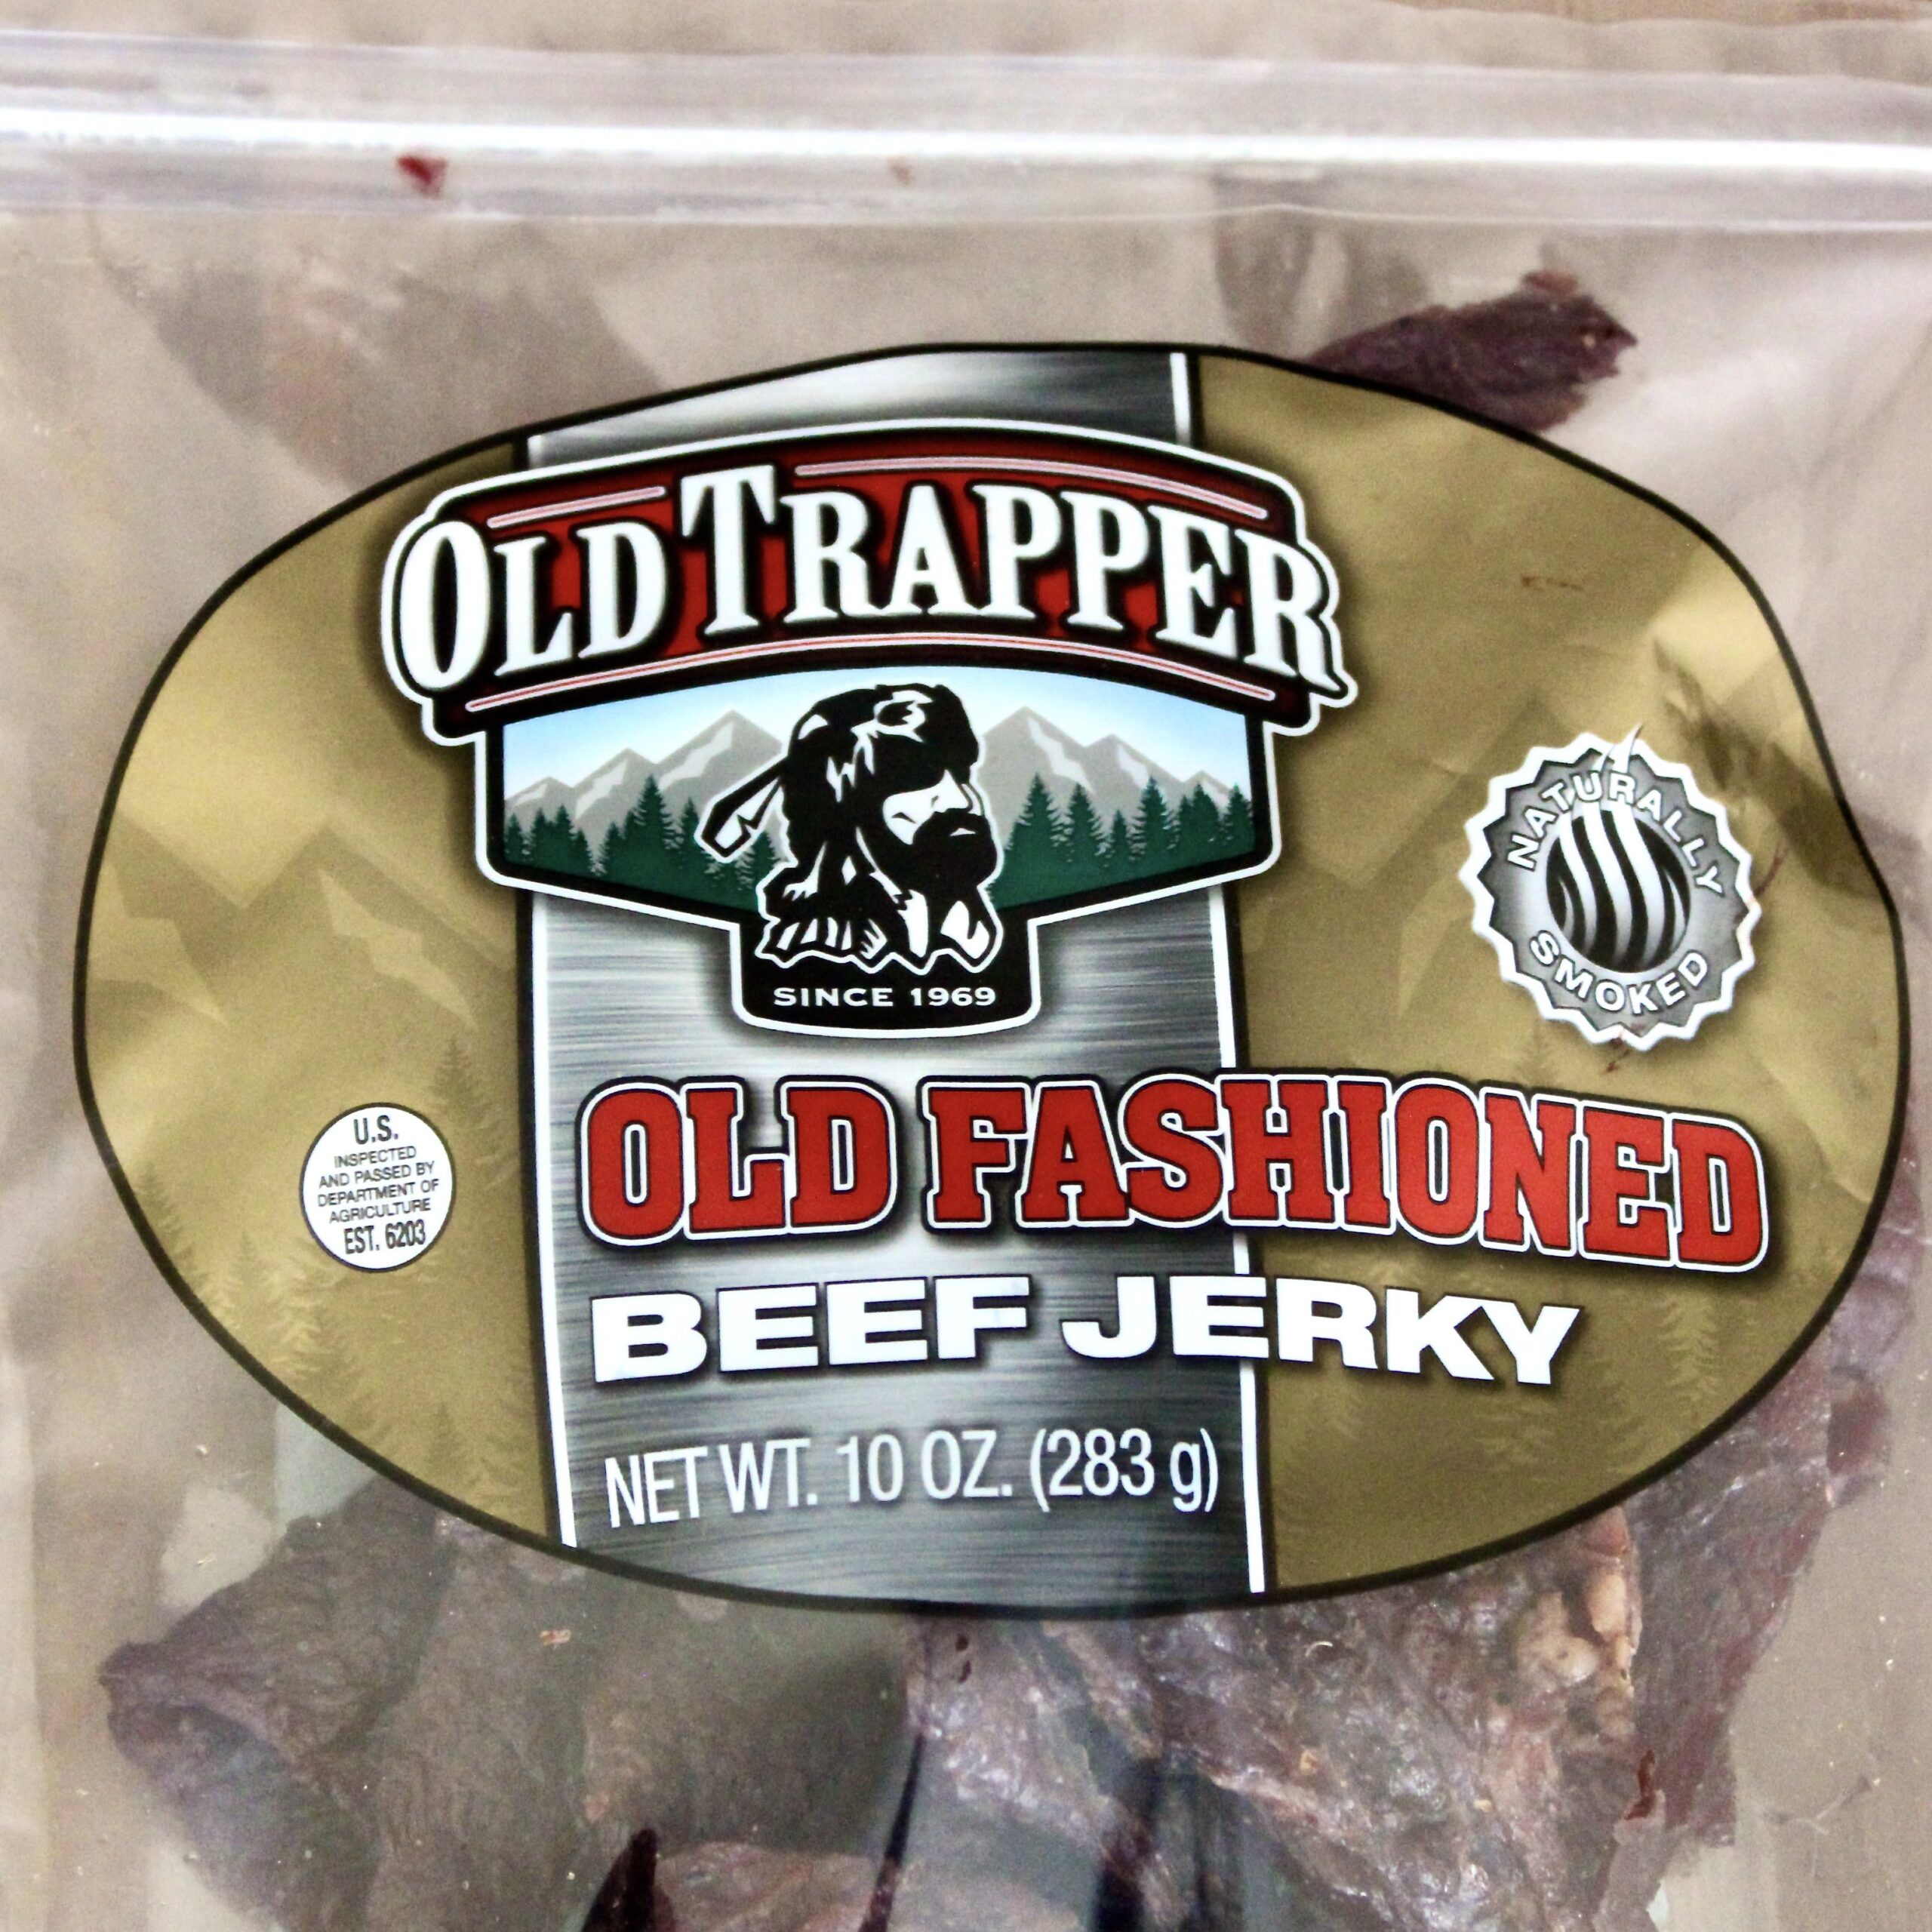 OLD TRAPPER
SINCE 1969
NATURALLY
SMOKED
U.S.
INSPECTED
AND PASSED BY
DEPARTMENT OF
AGRICULTURE
EST. 6203
OLD FASHIONED
BEEF JERKY
NET WT. 10 OZ. (283 g)